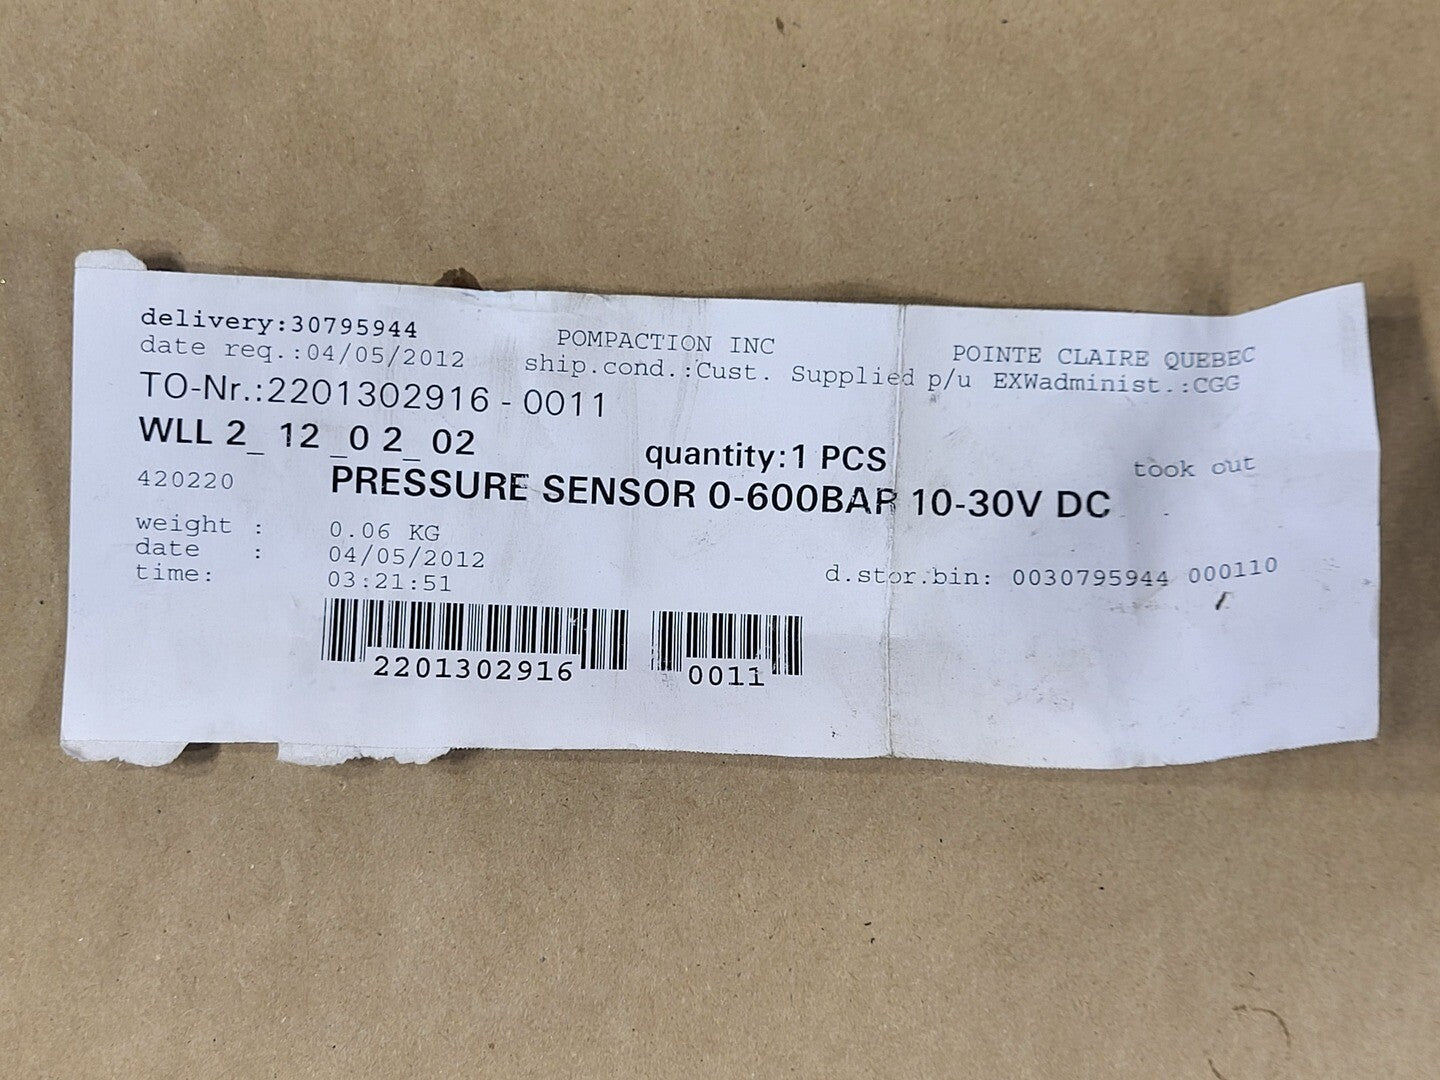 delivery:30795944 POMPACTION INC POINTE CLAIRE QUEBEC
date req.:04/05/2012 ship.cond.:Cust. Supplied p/u EXWadminist.:CGG
TO-Nr.:2201302916 - 0011
WLL 2_ 12 _0 2_ 02 quantity:1 PCS took out
420220 PRESSURE SENSOR 0-600BAR 10-30V DC
weight : 0.06 KG
date : 04/05/2012
time: 03:21:51 d.stor.bin: 0030795944 000110
2201302916 0011